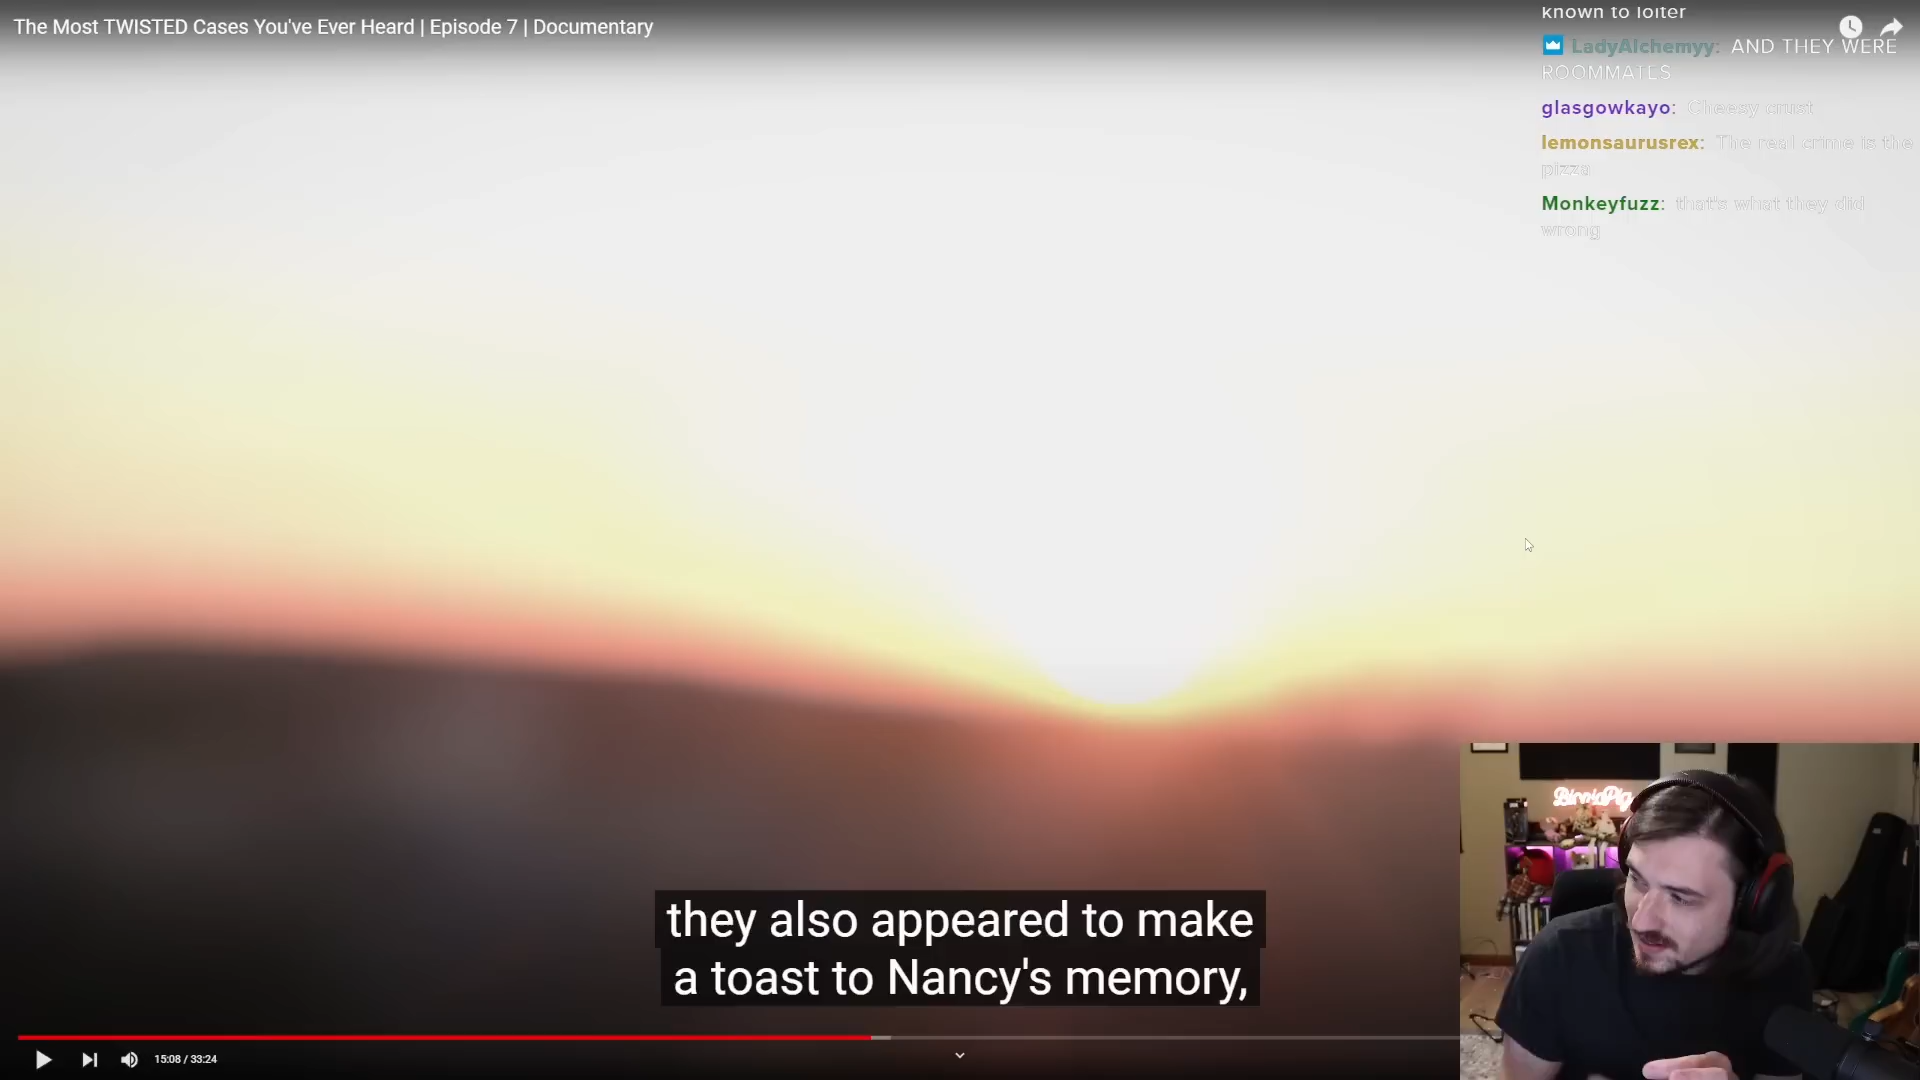 The Most TWISTED Cases You've Ever Heard | Episode 7 | Documentary
known to loiter
LadyAlchemyy: AND THEY WERE
ROOMMATES
glasgowkayo: Cheesy crust
lemonsaurusrex: The real crime is the
pizza
Monkeyfuzz: that's what they did
wrong
BinniePig
they also appeared to make
a toast to Nancy's memory,
15:08 / 33:24